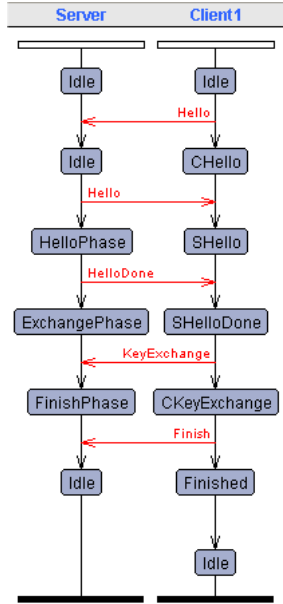 Server Client1
Idle Idle
Hello
Idle CHello
Hello
HelloPhase SHello
HelloDone
ExchangePhase SHelloDone
KeyExchange
FinishPhase CKeyExchange
Finish
Idle Finished
Idle